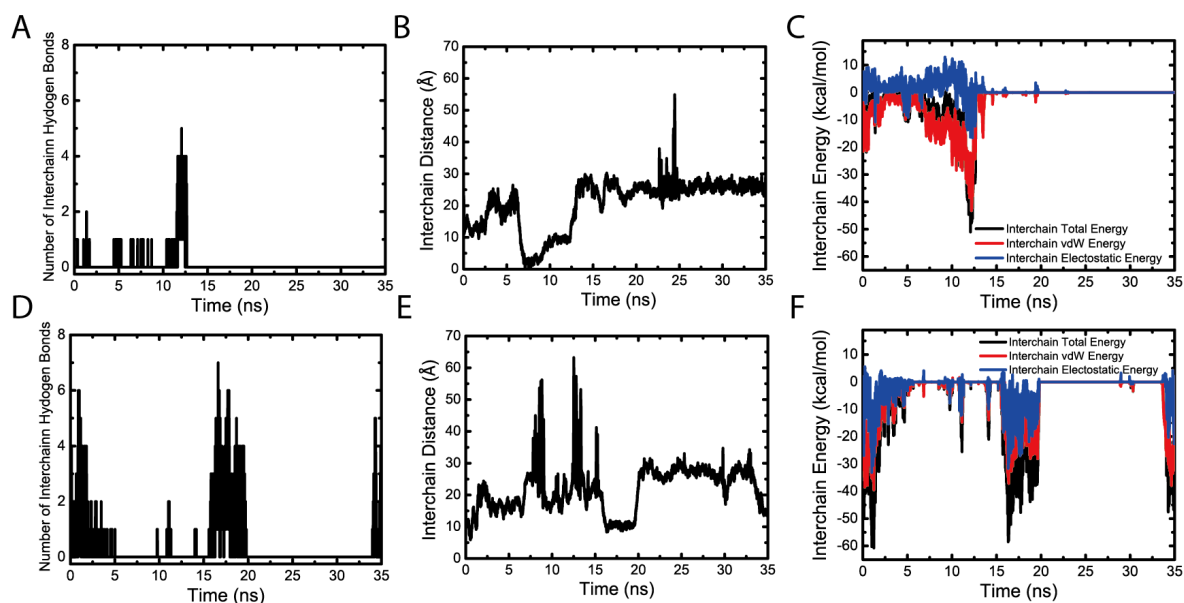 A
Number of Interchainn Hydogen Bonds
8
6
4
2
0
0 5 10 15 20 25 30 35
Time (ns)
B
Interchain Distance (Å)
70
60
50
40
30
20
10
0
0 5 10 15 20 25 30 35
Time (ns)
C
Interchain Energy (kcal/mol)
10
0
-10
-20
-30
-40
-50
-60
Interchain Total Energy
Interchain vdW Energy
Interchain Electostatic Energy
0 5 10 15 20 25 30 35
Time (ns)
D
Number of Interchainn Hydogen Bonds
8
6
4
2
0
0 5 10 15 20 25 30 35
Time (ns)
E
Interchain Distance (Å)
70
60
50
40
30
20
10
0
0 5 10 15 20 25 30 35
Time (ns)
F
Interchain Energy (kcal/mol)
10
0
-10
-20
-30
-40
-50
-60
Interchain Total Energy
Interchain vdW Energy
Interchain Electostatic Energy
0 5 10 15 20 25 30 35
Time (ns)